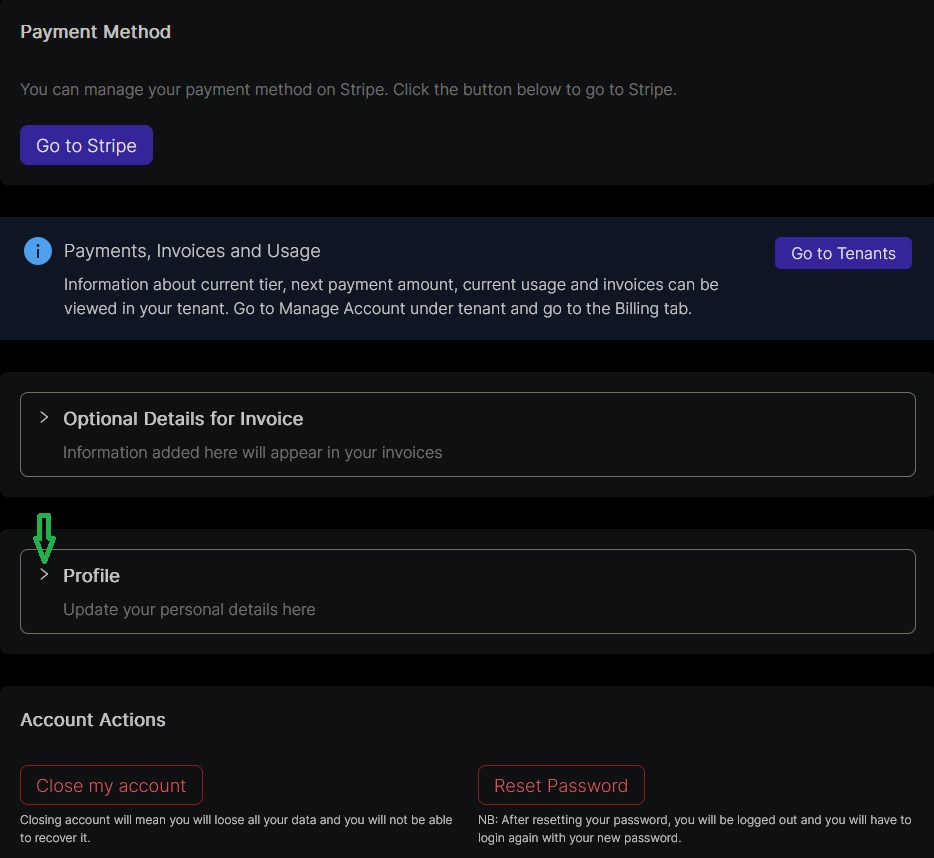 Payment Method
You can manage your payment method on Stripe. Click the button below to go to Stripe.
Go to Stripe
Payments, Invoices and Usage
Go to Tenants
Information about current tier, next payment amount, current usage and invoices can be
viewed in your tenant. Go to Manage Account under tenant and go to the Billing tab.
Optional Details for Invoice
Information added here will appear in your invoices
Profile
Update your personal details here
Account Actions
Close my account
Closing account will mean you will loose all your data and you will not be able
to recover it.
Reset Password
NB: After resetting your password, you will be logged out and you will have to
login again with your new password.